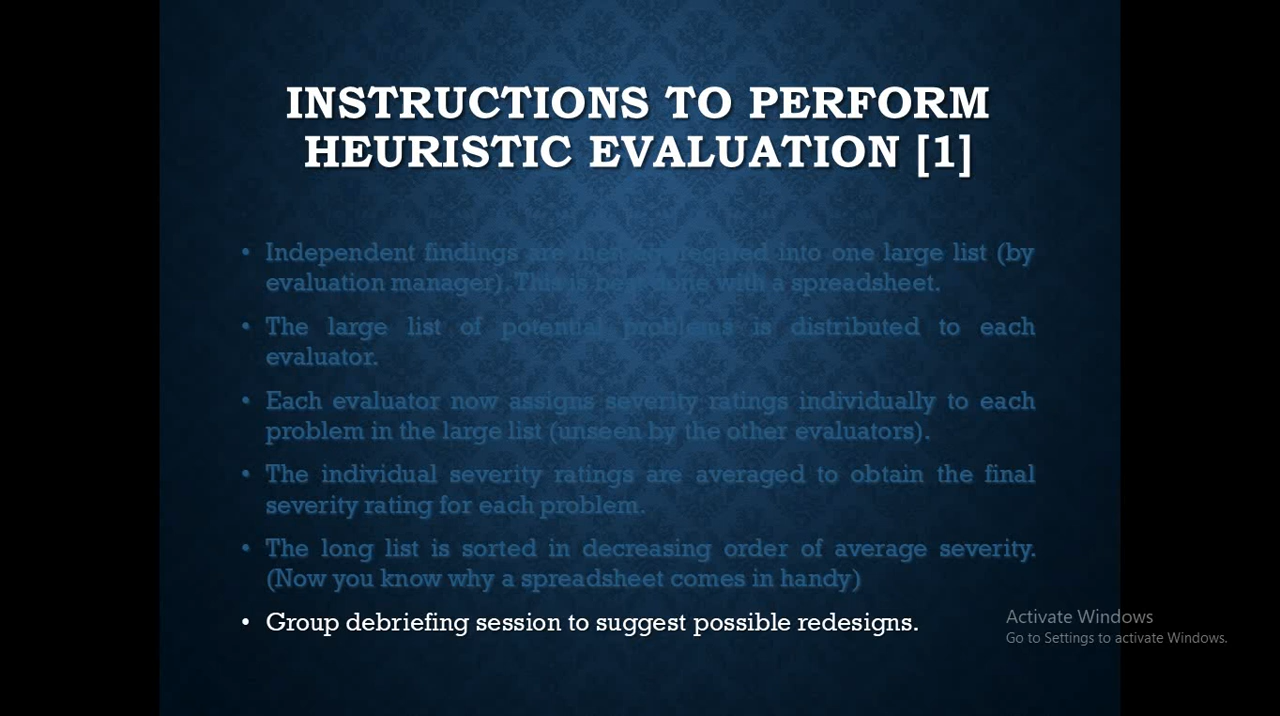 INSTRUCTIONS TO PERFORM
HEURISTIC EVALUATION [1]
• Independent findings are then aggregated into one large list (by
evaluation manager). This is best done with a spreadsheet.
• The large list of potential problems is distributed to each
evaluator.
• Each evaluator now assigns severity ratings individually to each
problem in the large list (unseen by the other evaluators).
• The individual severity ratings are averaged to obtain the final
severity rating for each problem.
• The long list is sorted in decreasing order of average severity.
(Now you know why a spreadsheet comes in handy)
• Group debriefing session to suggest possible redesigns.
Activate Windows
Go to Settings to activate Windows.